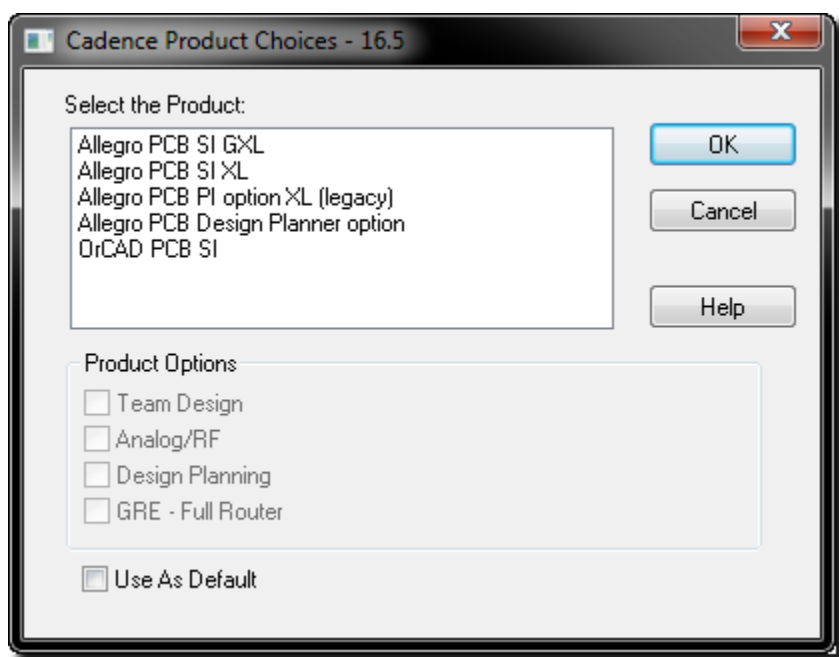 Cadence Product Choices - 16.5
Select the Product:
Allegro PCB SI GXL
Allegro PCB SI XL
Allegro PCB PI option XL (legacy)
Allegro PCB Design Planner option
OrCAD PCB SI
OK
Cancel
Help
Product Options
Team Design
Analog/RF
Design Planning
GRE - Full Router
Use As Default